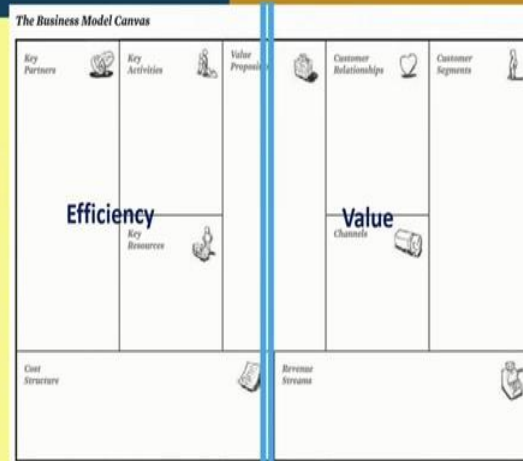 The Business Model Canvas
Key
Partners
Key
Activities
Value
Customer
Relationships
Customer
Segments
Efficiency
Key
Resources
Value
Channels
Cost
Structure
Revenue
Streams